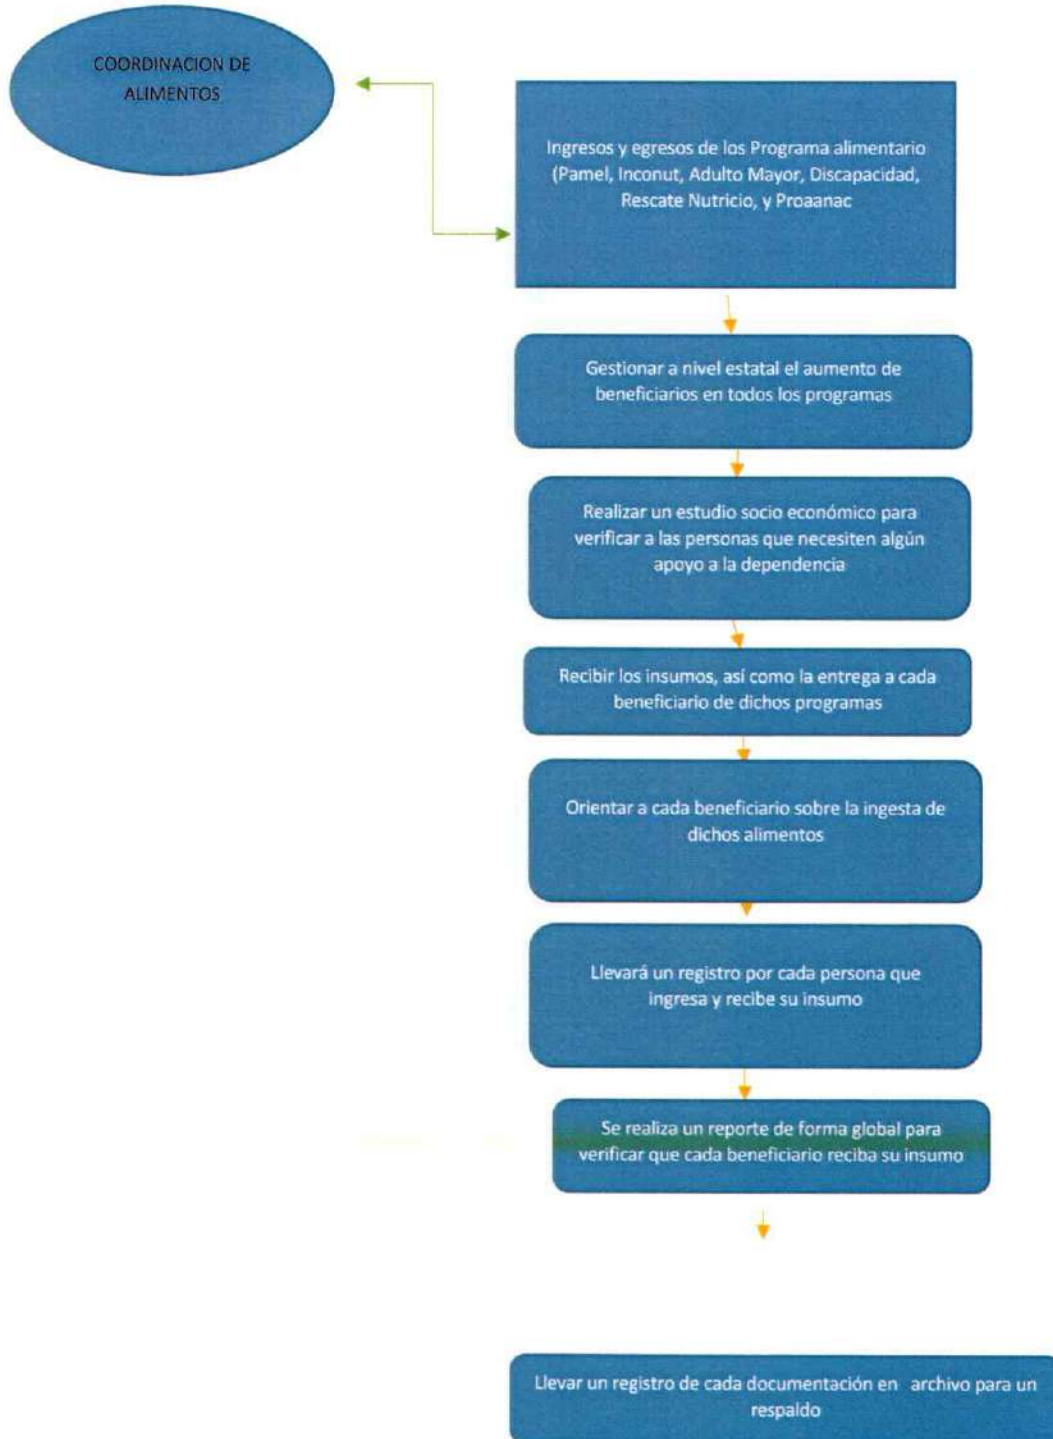 COORDINACION DE
ALIMENTOS
Ingresos y egresos de los Programa alimentario
(Pamel, Inconut, Adulto Mayor, Discapacidad,
Rescate Nutricio, y Proaanac
Gestionar a nivel estatal el aumento de
beneficiarios en todos los programas
Realizar un estudio socio económico para
verificar a las personas que necesiten algún
apoyo a la dependencia
Recibir los insumos, así como la entrega a cada
beneficiario de dichos programas
Orientar a cada beneficiario sobre la ingesta de
dichos alimentos
Llevará un registro por cada persona que
ingresa y recibe su insumo
Se realiza un reporte de forma global para
verificar que cada beneficiario reciba su insumo
Llevar un registro de cada documentación en archivo para un
respaldo